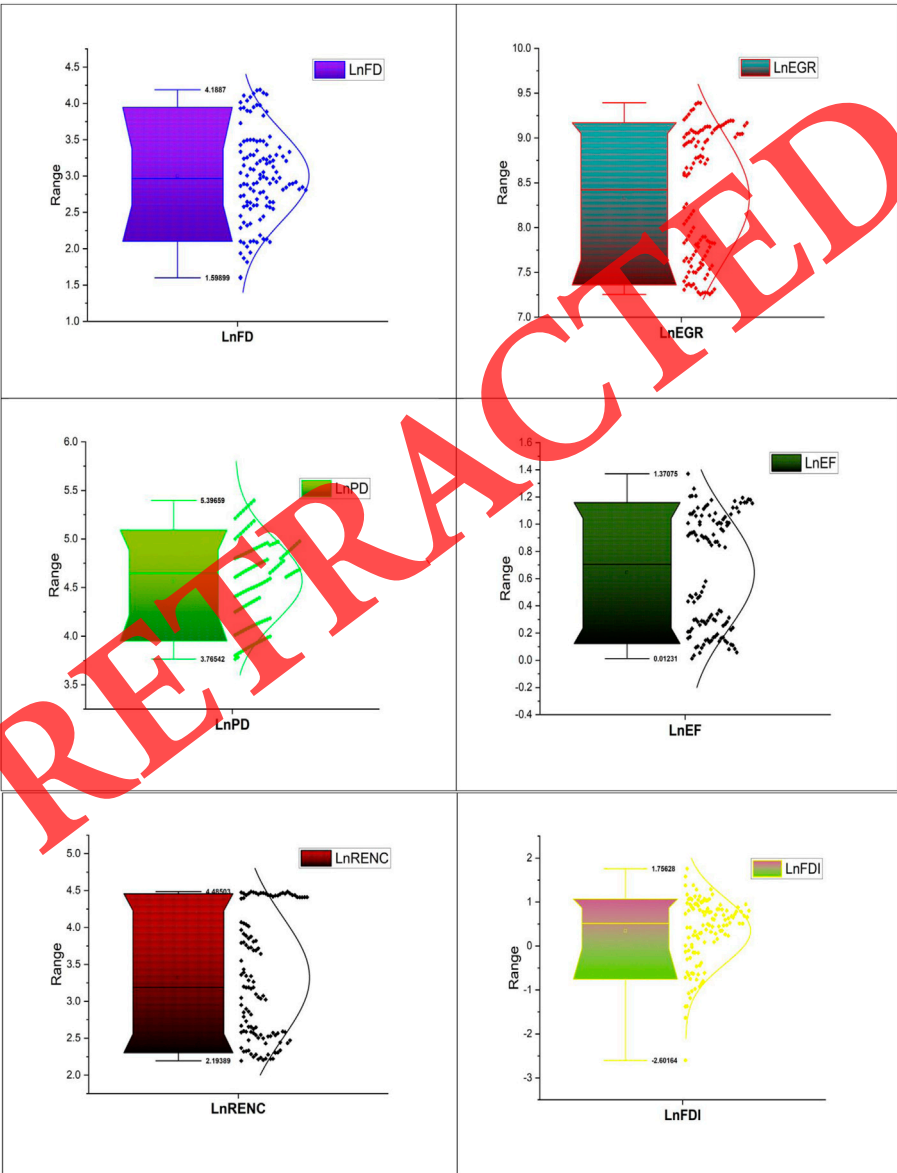 LnFD
4.5
4.0
3.5
3.0
2.5
2.0
1.5
1.0
Range
4.1887
1.59899
LnFD
LnEGR
10.0
9.5
9.0
8.5
8.0
7.5
7.0
Range
LnEGR
LnPD
6.0
5.5
5.0
4.5
4.0
3.5
Range
5.39659
3.76542
LnPD
LnEF
1.6
1.4
1.2
1.0
0.8
0.6
0.4
0.2
0.0
-0.2
-0.4
Range
1.37075
0.01231
LnEF
LnRENC
5.0
4.5
4.0
3.5
3.0
2.5
2.0
Range
4.48503
2.19389
LnRENC
LnFDI
2
1
0
-1
-2
-3
Range
1.75628
-2.60164
LnFDI
RETRACTED